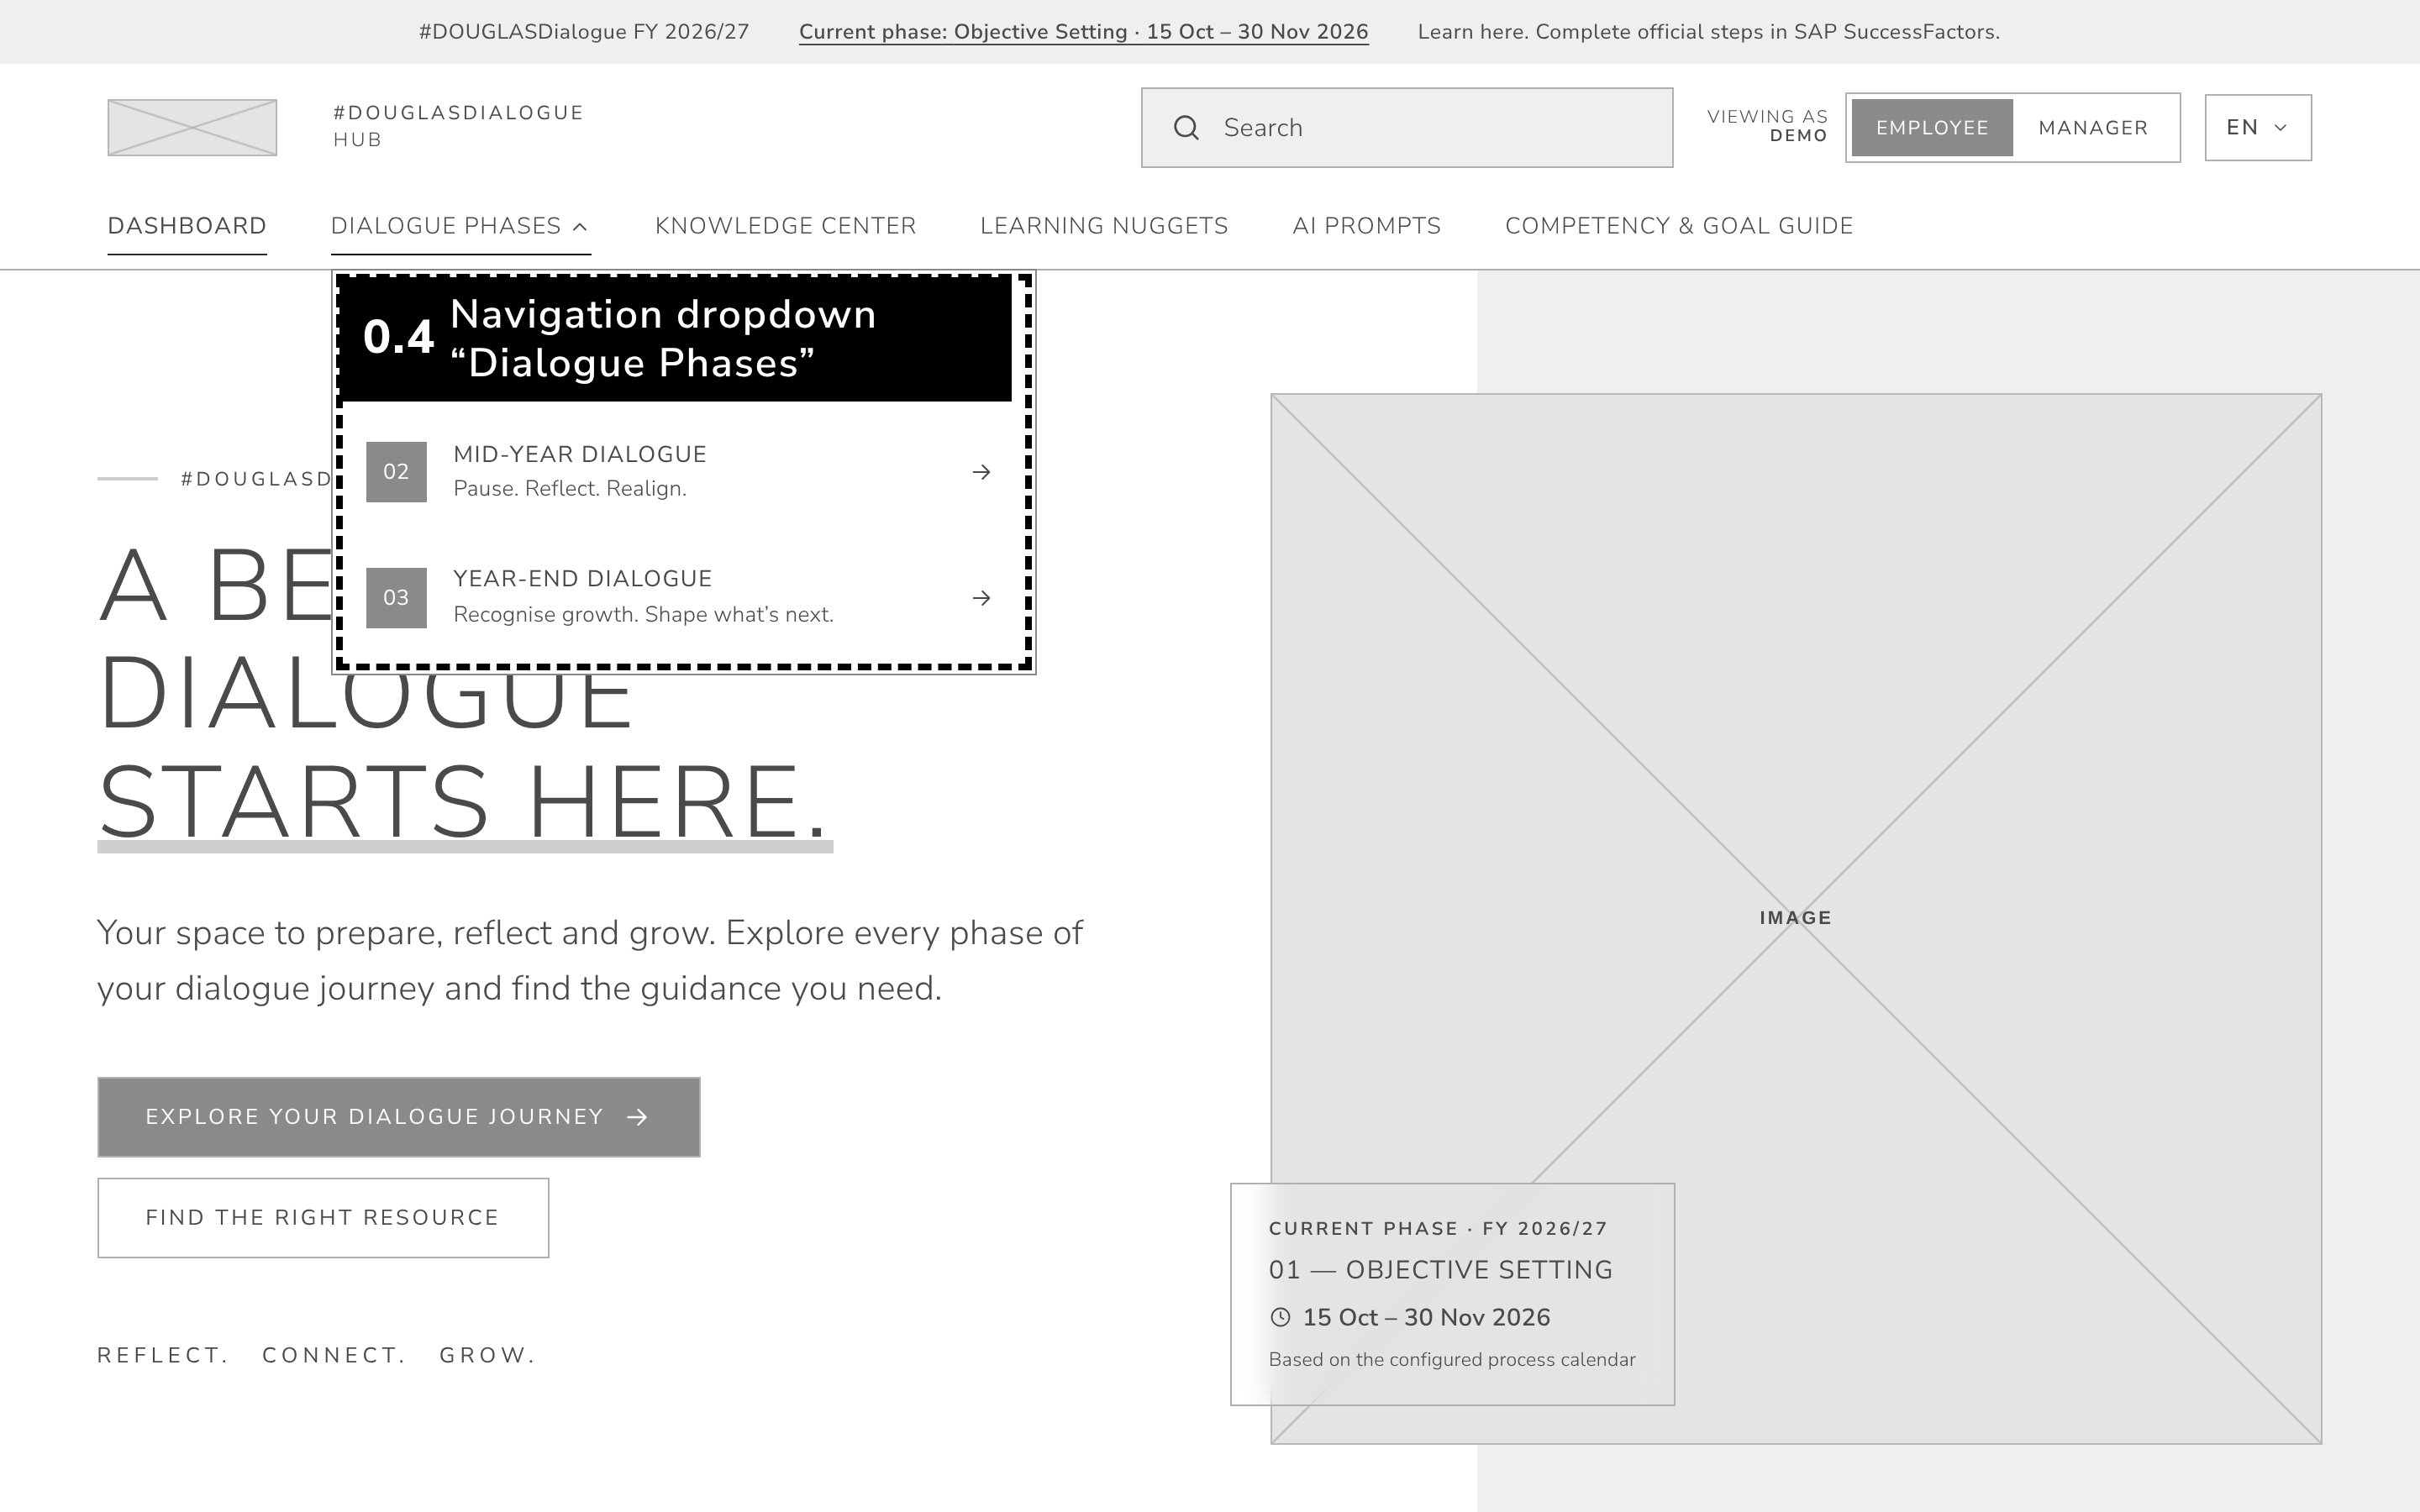 #DOUGLASDialogue FY 2026/27
Current phase: Objective Setting · 15 Oct – 30 Nov 2026
Learn here. Complete official steps in SAP SuccessFactors.
#DOUGLASDIALOGUE
HUB
Search
VIEWING AS
DEMO
EMPLOYEE
MANAGER
EN
DASHBOARD
DIALOGUE PHASES
KNOWLEDGE CENTER
LEARNING NUGGETS
AI PROMPTS
COMPETENCY & GOAL GUIDE
0.4
Navigation dropdown
“Dialogue Phases”
02
MID-YEAR DIALOGUE
Pause. Reflect. Realign.
03
YEAR-END DIALOGUE
Recognise growth. Shape what’s next.
#DOUGLASD
A BE
DIALOGUE
STARTS HERE.
Your space to prepare, reflect and grow. Explore every phase of
your dialogue journey and find the guidance you need.
EXPLORE YOUR DIALOGUE JOURNEY
FIND THE RIGHT RESOURCE
REFLECT. CONNECT. GROW.
IMAGE
CURRENT PHASE · FY 2026/27
01 — OBJECTIVE SETTING
15 Oct – 30 Nov 2026
Based on the configured process calendar